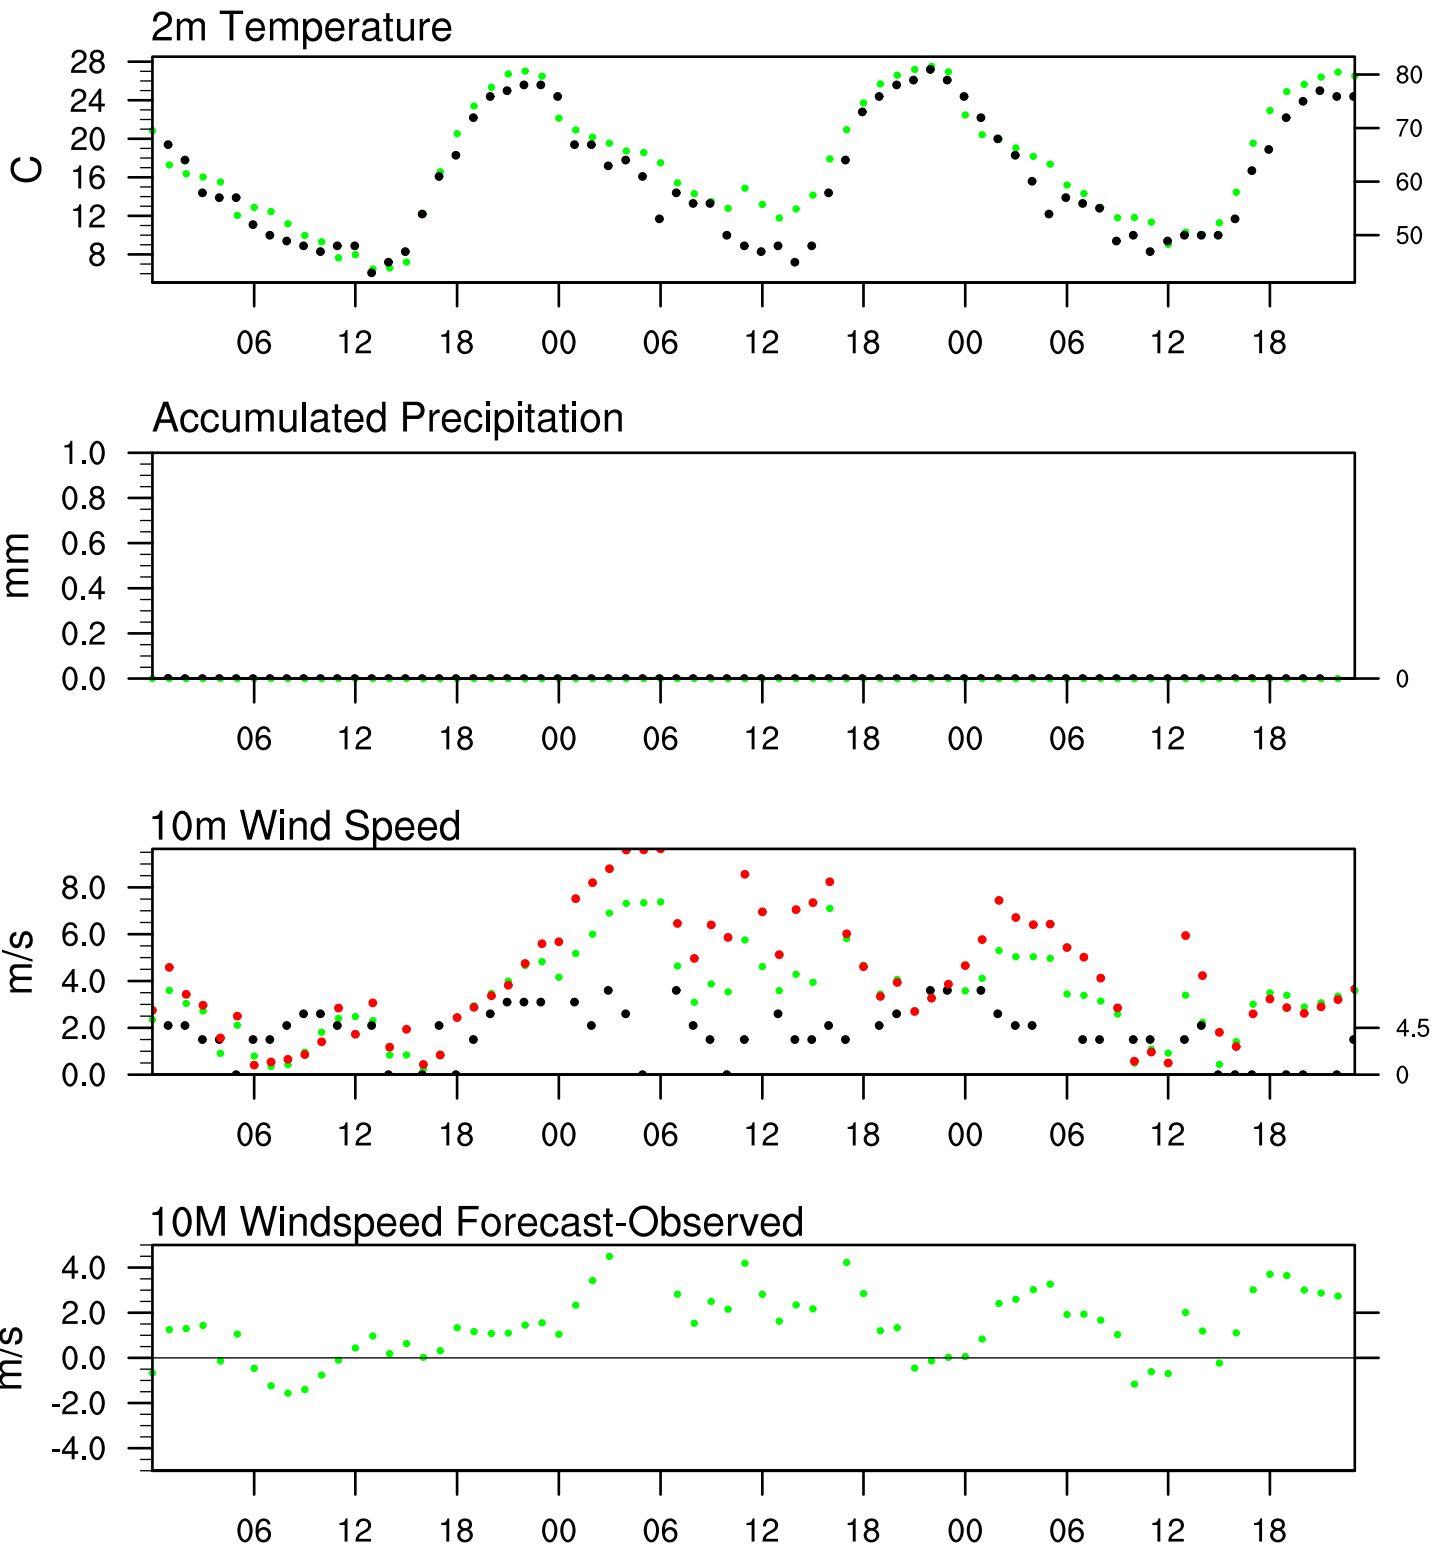 2m Temperature
28
24
20
16
12
8
C
80
70
60
50
06 12 18 00 06 12 18 00 06 12 18
Accumulated Precipitation
1.0
0.8
0.6
0.4
0.2
0.0
mm
0
06 12 18 00 06 12 18 00 06 12 18
10m Wind Speed
8.0
6.0
4.0
2.0
0.0
m/s
4.5
0
06 12 18 00 06 12 18 00 06 12 18
10M Windspeed Forecast-Observed
4.0
2.0
0.0
-2.0
-4.0
m/s
06 12 18 00 06 12 18 00 06 12 18